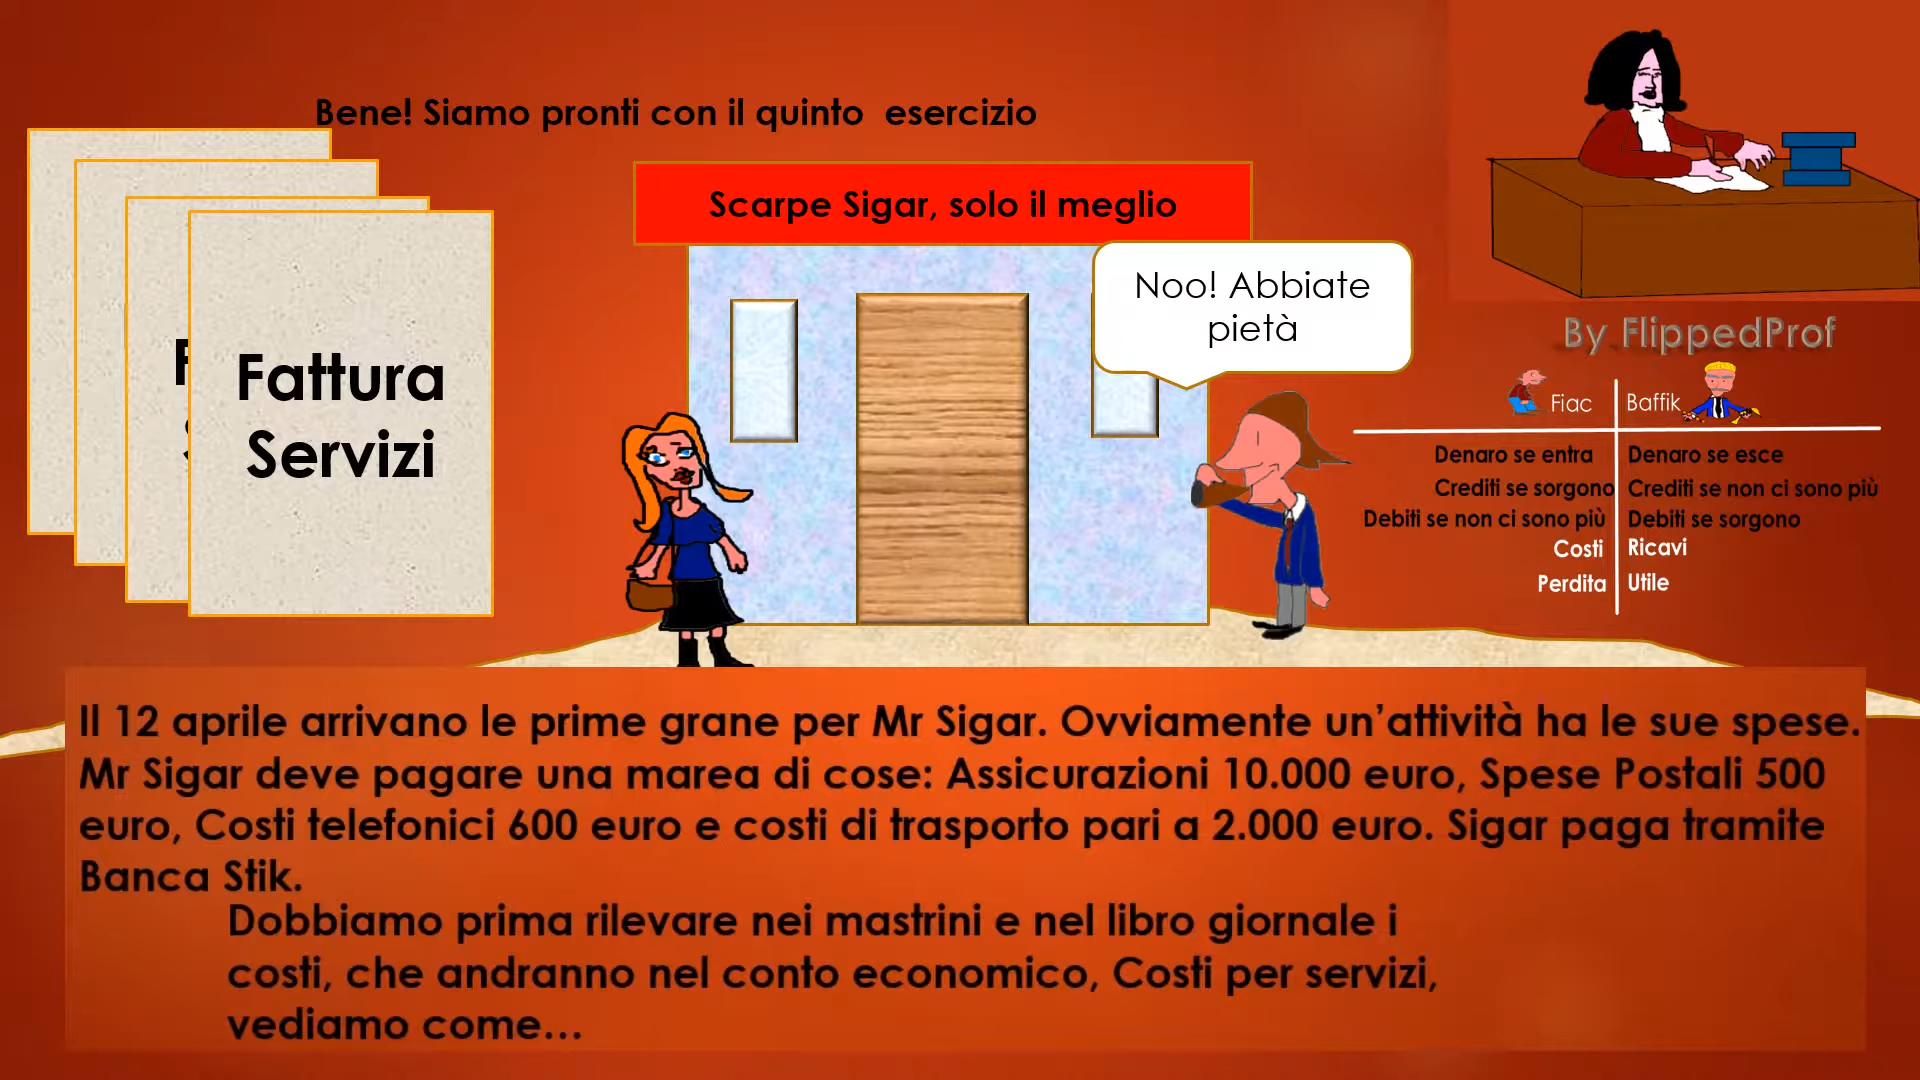 Bene! Siamo pronti con il quinto esercizio
Scarpe Sigar, solo il meglio
Noo! Abbiate
pietà
Fattura
Servizi
By FlippedProf
Fiac Baffik
Denaro se entra Denaro se esce
Crediti se sorgono Crediti se non ci sono più
Debiti se non ci sono più Debiti se sorgono
Costi Ricavi
Perdita Utile
Il 12 aprile arrivano le prime grane per Mr Sigar. Ovviamente un'attività ha le sue spese.
Mr Sigar deve pagare una marea di cose: Assicurazioni 10.000 euro, Spese Postali 500
euro, Costi telefonici 600 euro e costi di trasporto pari a 2.000 euro. Sigar paga tramite
Banca Stik.
Dobbiamo prima rilevare nei mastrini e nel libro giornale i
costi, che andranno nel conto economico, Costi per servizi,
vediamo come...